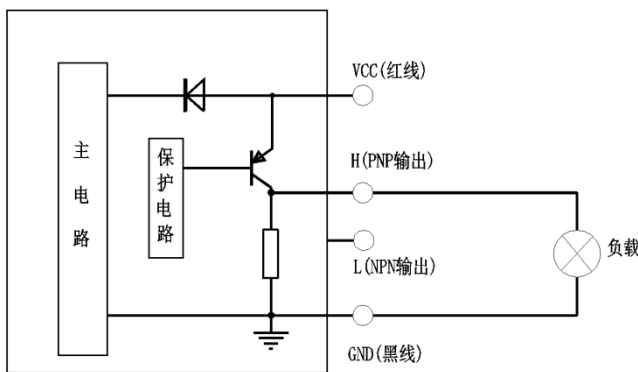 VCC(红线)
主电路
保护电路
H(PNP输出)
L(NPN输出)
负载
GND(黑线)